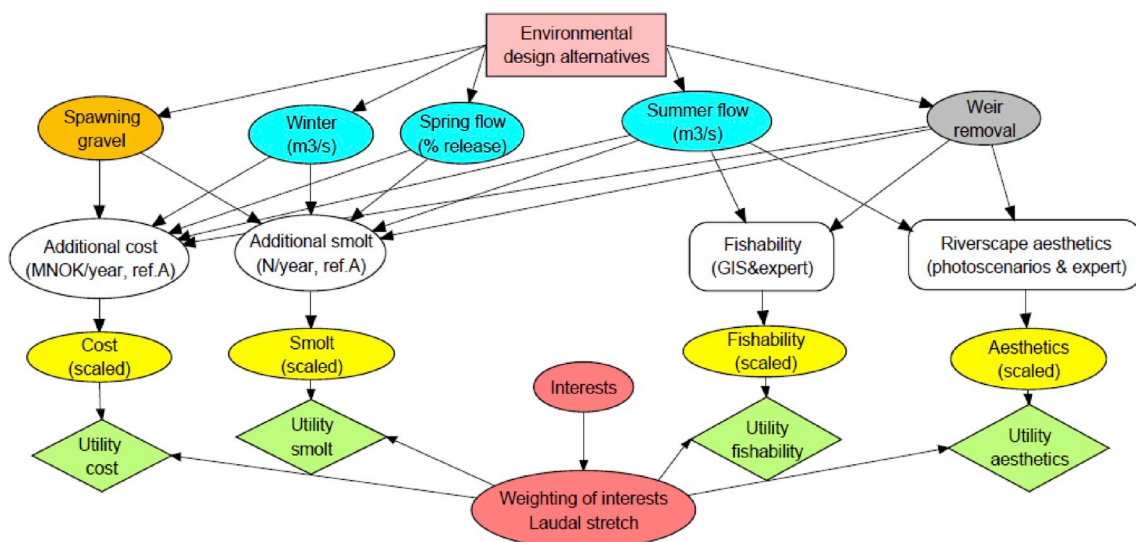 Environmental
design alternatives
Spawning
gravel
Winter
(m3/s)
Spring flow
(% release)
Summer flow
(m3/s)
Weir
removal
Additional cost
(MNOK/year, ref.A)
Additional smolt
(N/year, ref.A)
Fishability
(GIS&expert)
Riverscape aesthetics
(photoscenarios & expert)
Cost
(scaled)
Smolt
(scaled)
Fishability
(scaled)
Aesthetics
(scaled)
Interests
Utility
cost
Utility
smolt
Utility
fishability
Utility
aesthetics
Weighting of interests
Laudal stretch